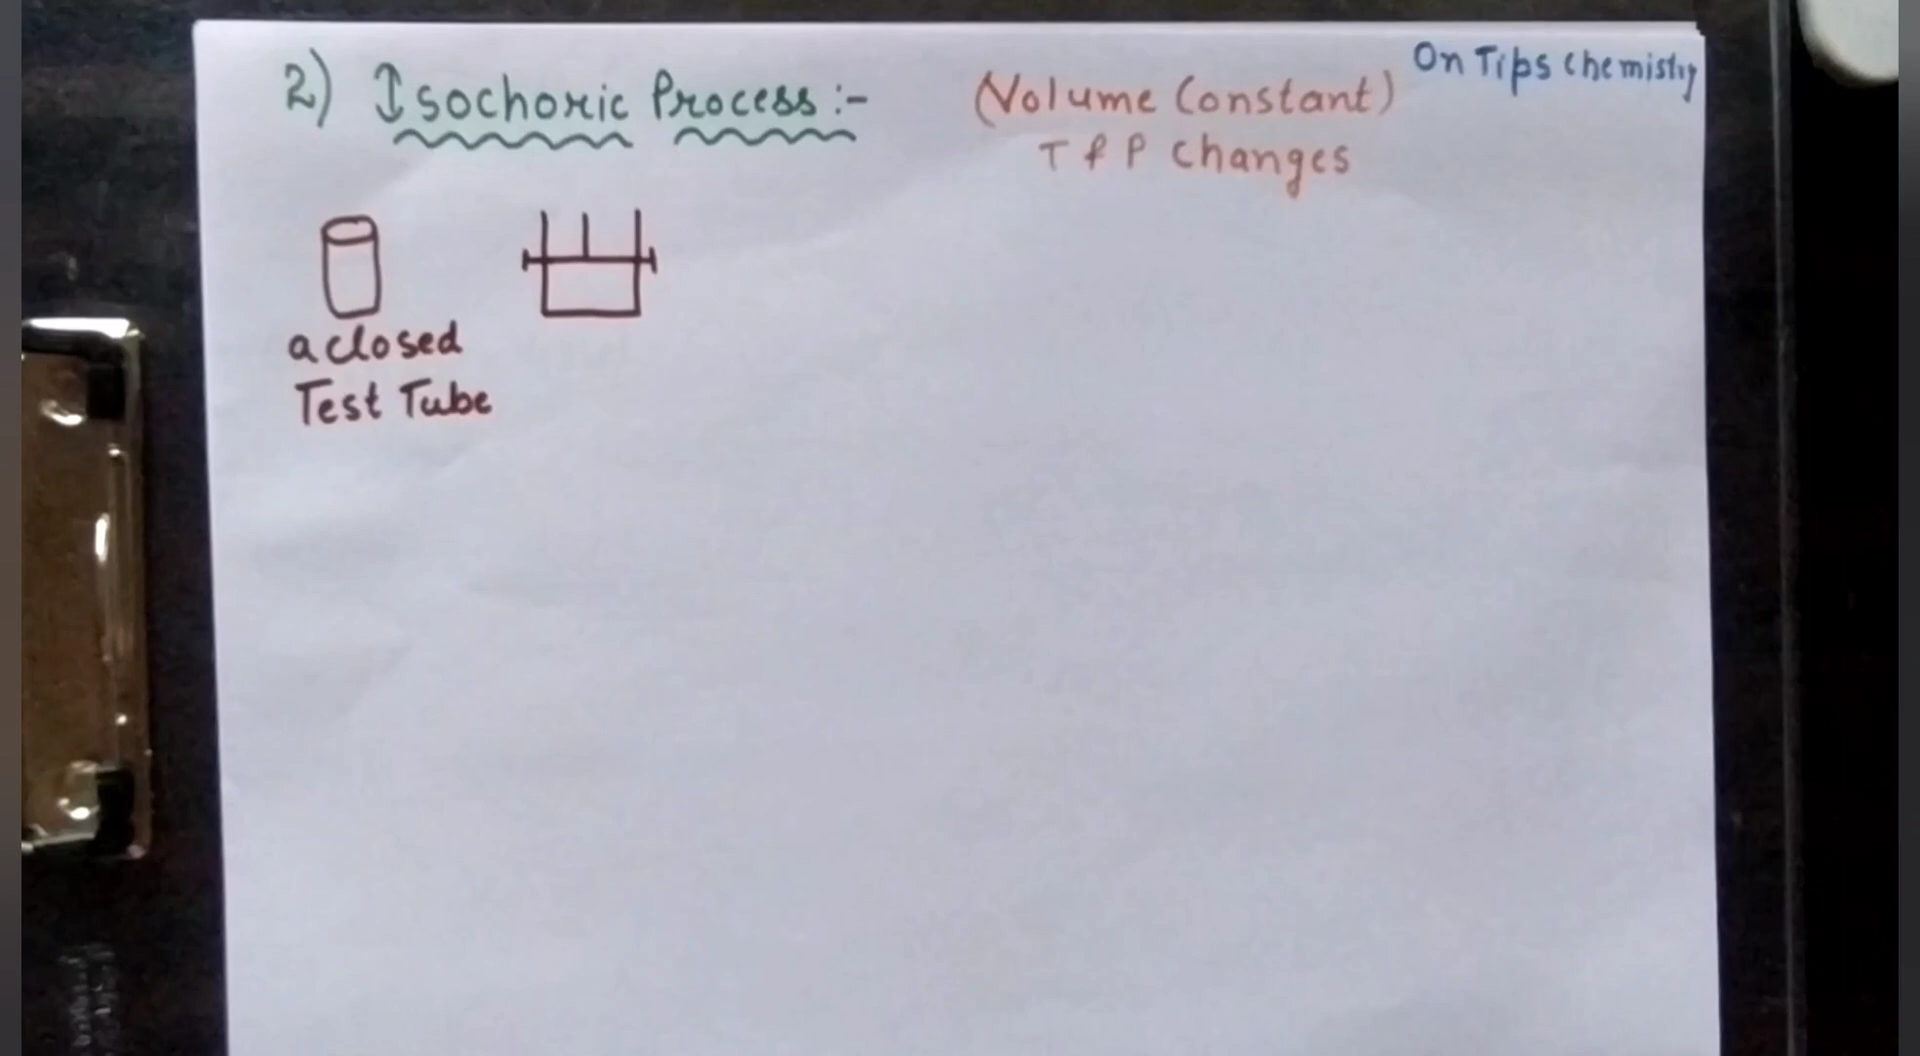 2) Isochoric Process :-
(Volume Constant)
T & P Changes
On Tips chemistry
a closed
Test Tube